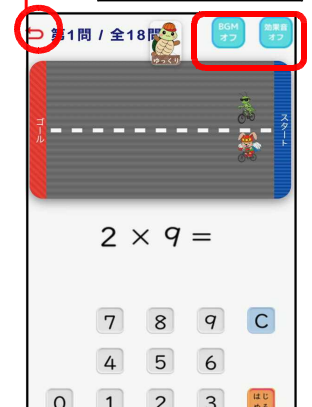 第1問 / 全18問
ゆっくり
BGM
オフ
効果音
オフ
ゴール
スタート
2 × 9 =
7 8 9 C
4 5 6
0 1 2 3 はじ